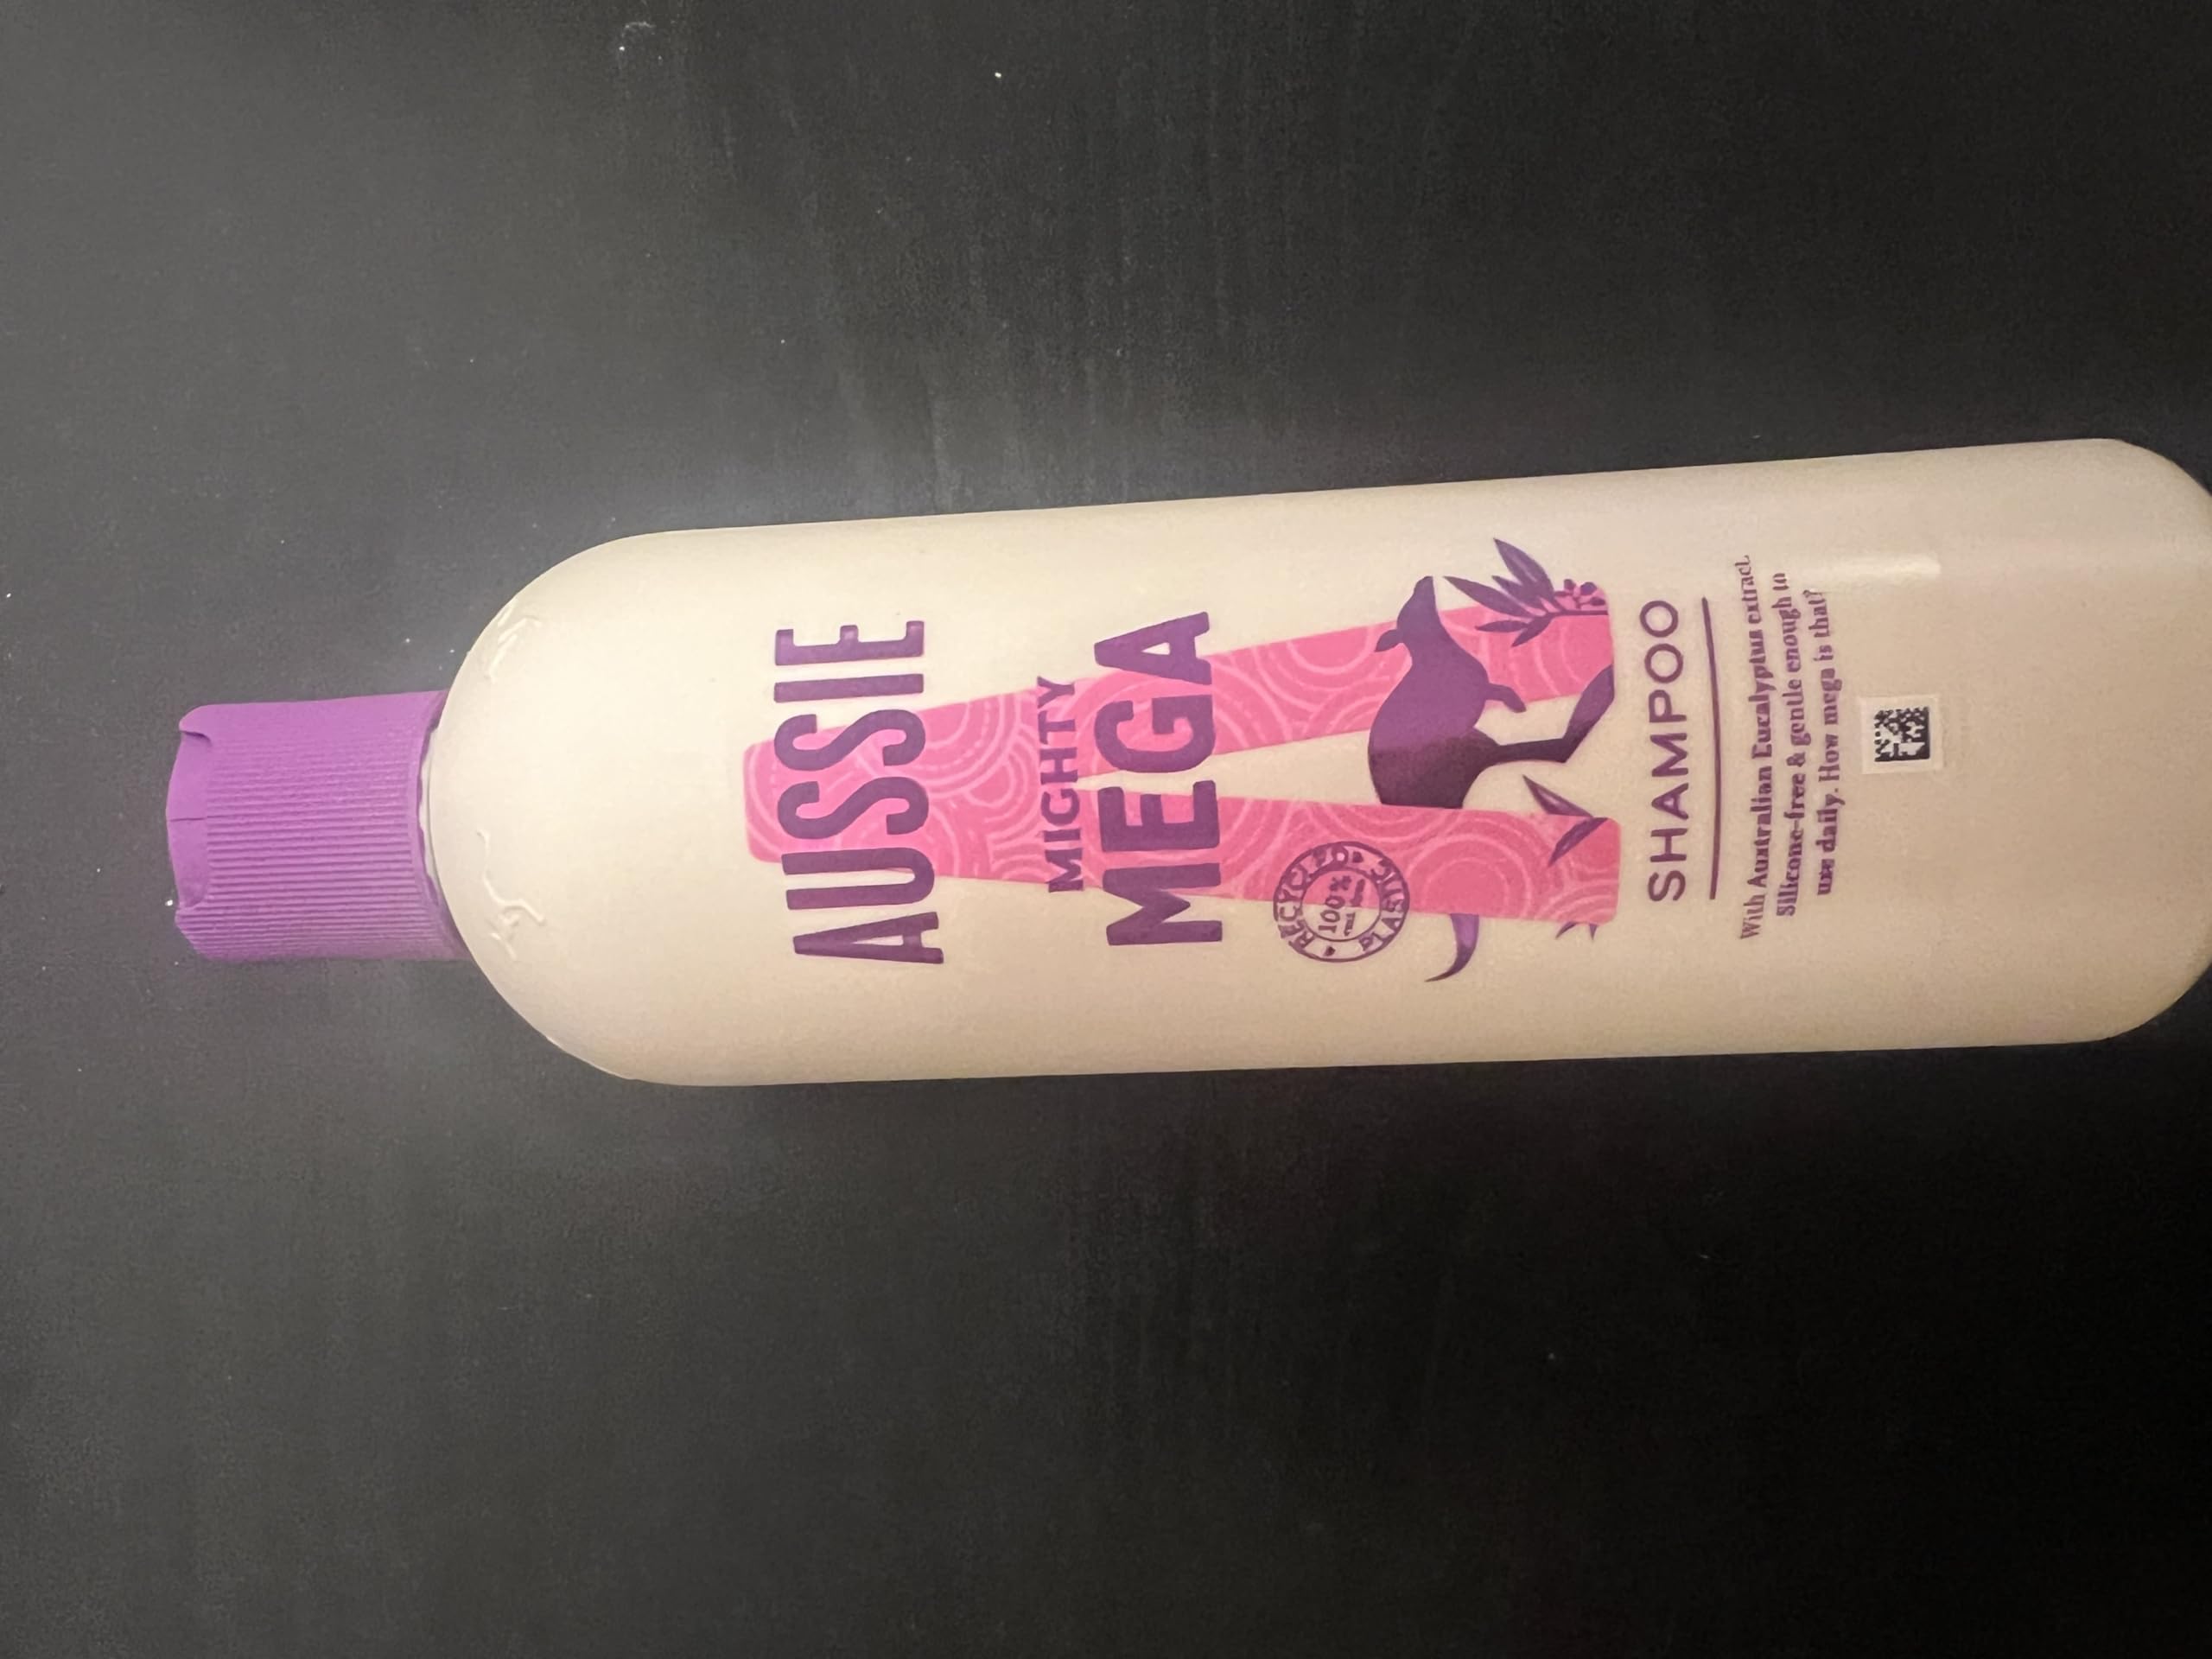 AUSSIE
MIGHTY
MEGA
RECYCLED
100%
PLASTIC
SHAMPOO
With Australian Eucalyptus extract.
Silicone-free & gentle enough to
use daily. How mega is that?